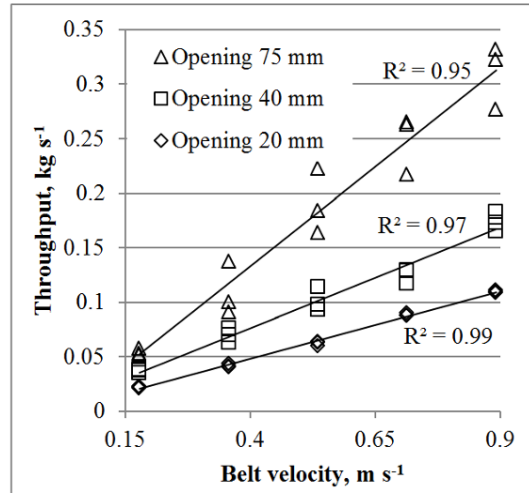 0.35
0.3
0.25
0.2
0.15
0.1
0.05
0
Throughput, kg s⁻¹
Opening 75 mm
Opening 40 mm
Opening 20 mm
R² = 0.95
R² = 0.97
R² = 0.99
0.15 0.4 0.65 0.9
Belt velocity, m s⁻¹